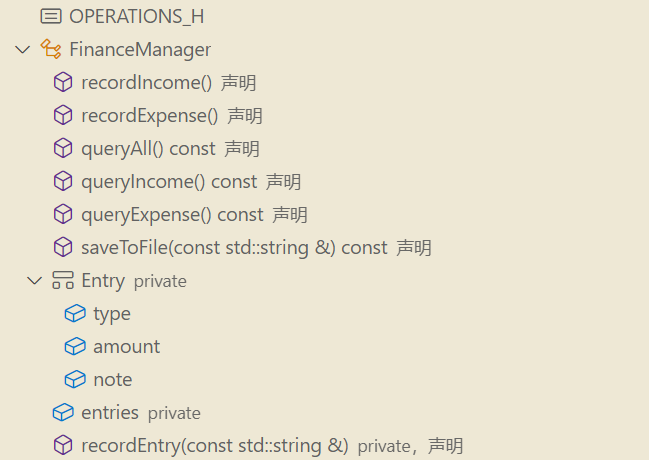 OPERATIONS_H
FinanceManager
recordIncome() 声明
recordExpense() 声明
queryAll() const 声明
queryIncome() const 声明
queryExpense() const 声明
saveToFile(const std::string &) const 声明
Entry private
type
amount
note
entries private
recordEntry(const std::string &) private，声明